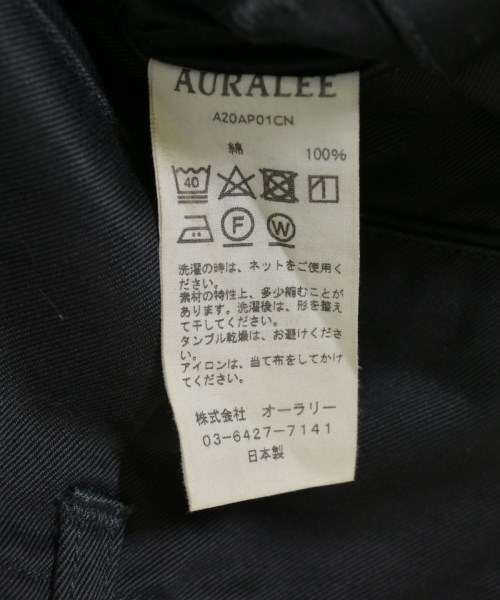 AURALEE
A20AP01CN
綿 100%
40
F W
洗濯の時は、ネットをご使用く
ださい。
素材の特性上、多少縮むことが
あります。洗濯後は、形を整え
て干してください。
タンブル乾燥は、お避けくださ
い。
アイロンは、当て布をしてかけ
てください。
株式会社 オーラリー
03-6427-7141
日本製